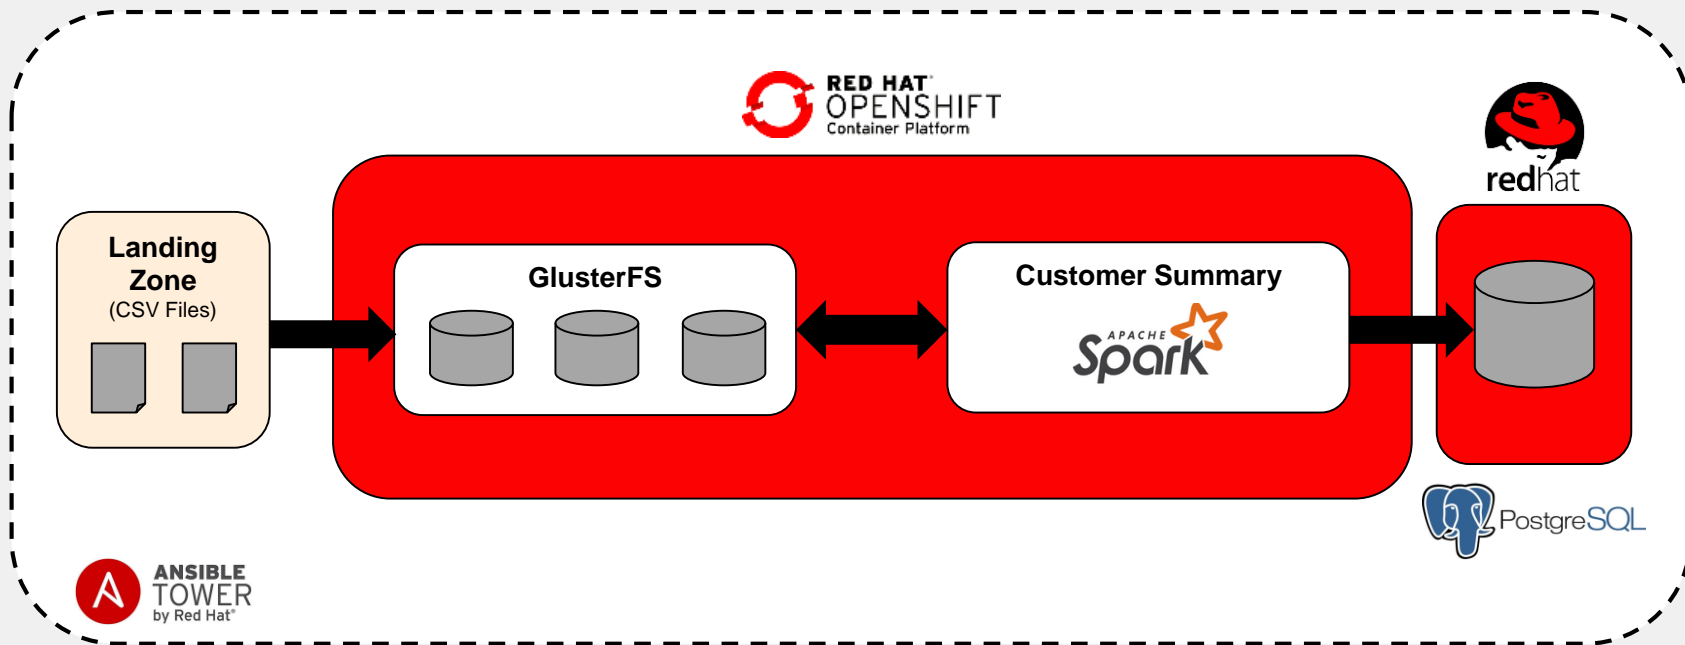 RED HAT®
OPENSHIFT
Container Platform
redhat
Landing
Zone
(CSV Files)
GlusterFS
Customer Summary
APACHE
Spark
PostgreSQL
ANSIBLE
TOWER
by Red Hat®